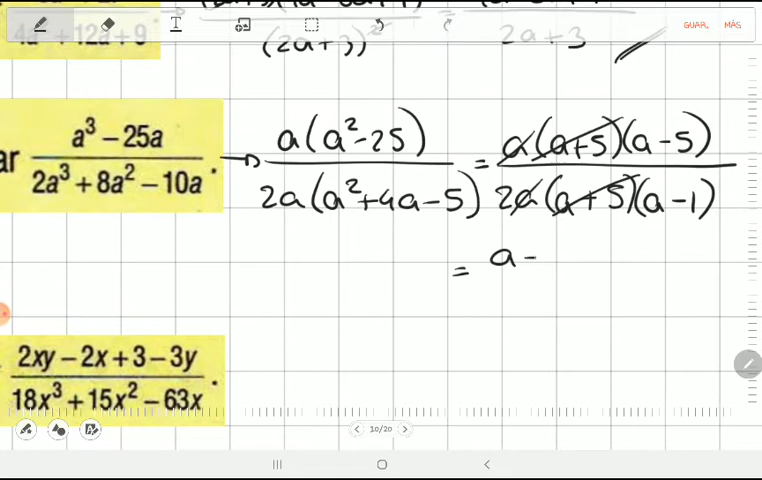 GUAR. MÁS
4a² + 12a + 9 (2a+3)² 2a+3
ar a³ – 25a / 2a³ + 8a² – 10a . → a(a²-25) / 2a(a²+4a-5) = a(a+5)(a-5) / 2a(a+5)(a-1)
= a -
2xy – 2x + 3 – 3y / 18x³ + 15x² – 63x .
10/20